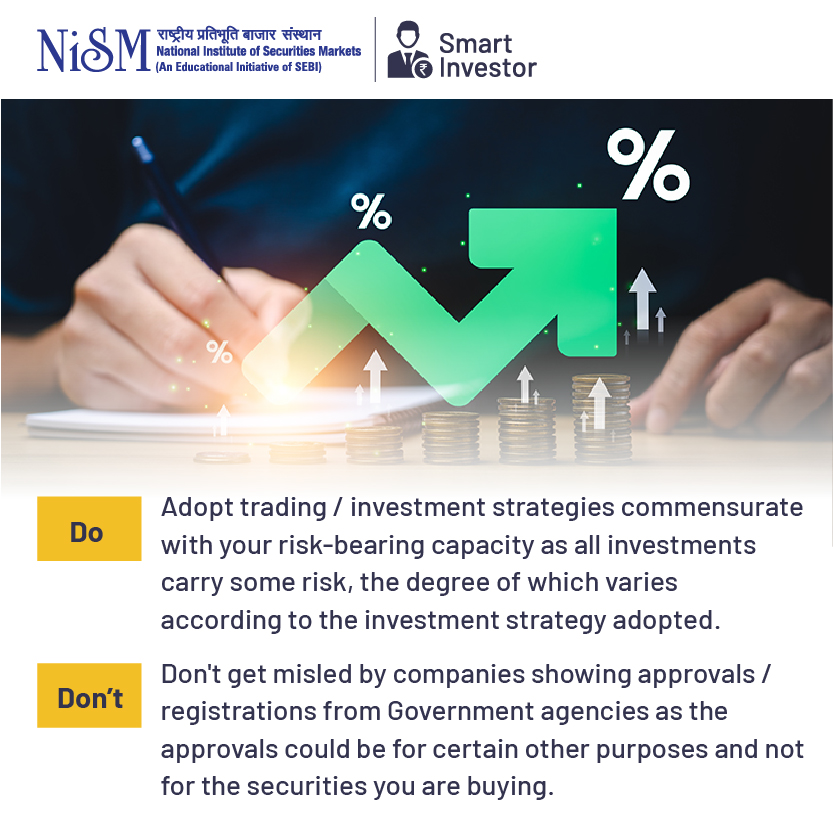 NiSM
राष्ट्रीय प्रतिभूति बाजार संस्थान
National Institute of Securities Markets
(An Educational Initiative of SEBI)
₹
Smart
Investor
%
%
%
Do
Adopt trading / investment strategies commensurate
with your risk-bearing capacity as all investments
carry some risk, the degree of which varies
according to the investment strategy adopted.
Don’t
Don't get misled by companies showing approvals /
registrations from Government agencies as the
approvals could be for certain other purposes and not
for the securities you are buying.